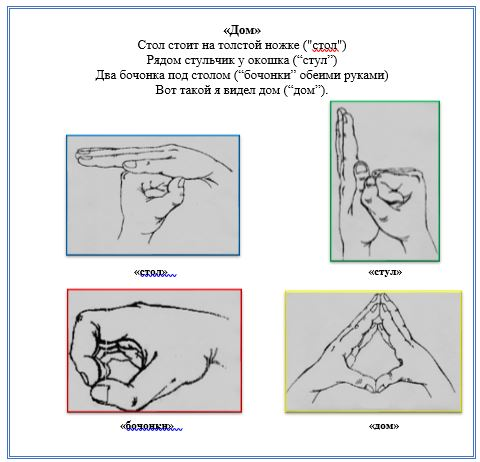 «Дом»
Стол стоит на толстой ножке ("стол")
Рядом стульчик у окошка (“стул”)
Два бочонка под столом (“бочонки” обеими руками)
Вот такой я видел дом (“дом”).
«стол»
«стул»
«бочонки»
«дом»